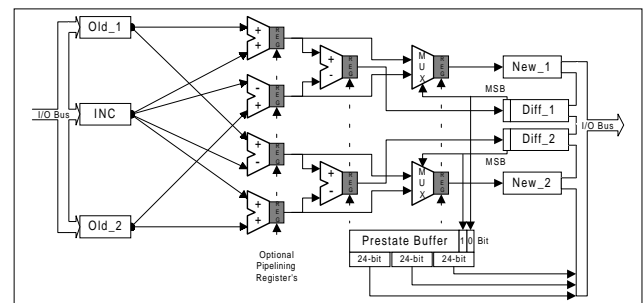 Old_1
INC
Old_2
I/O Bus
+
+
REG
-
+
REG
+
-
REG
+
-
REG
+
+
REG
+
-
REG
MUX
REG
MUX
REG
New_1
MSB
Diff_1
I/O Bus
Diff_2
MSB
New_2
Optional
Pipelining
Register's
Prestate Buffer 1 0 Bit
24-bit 24-bit 24-bit